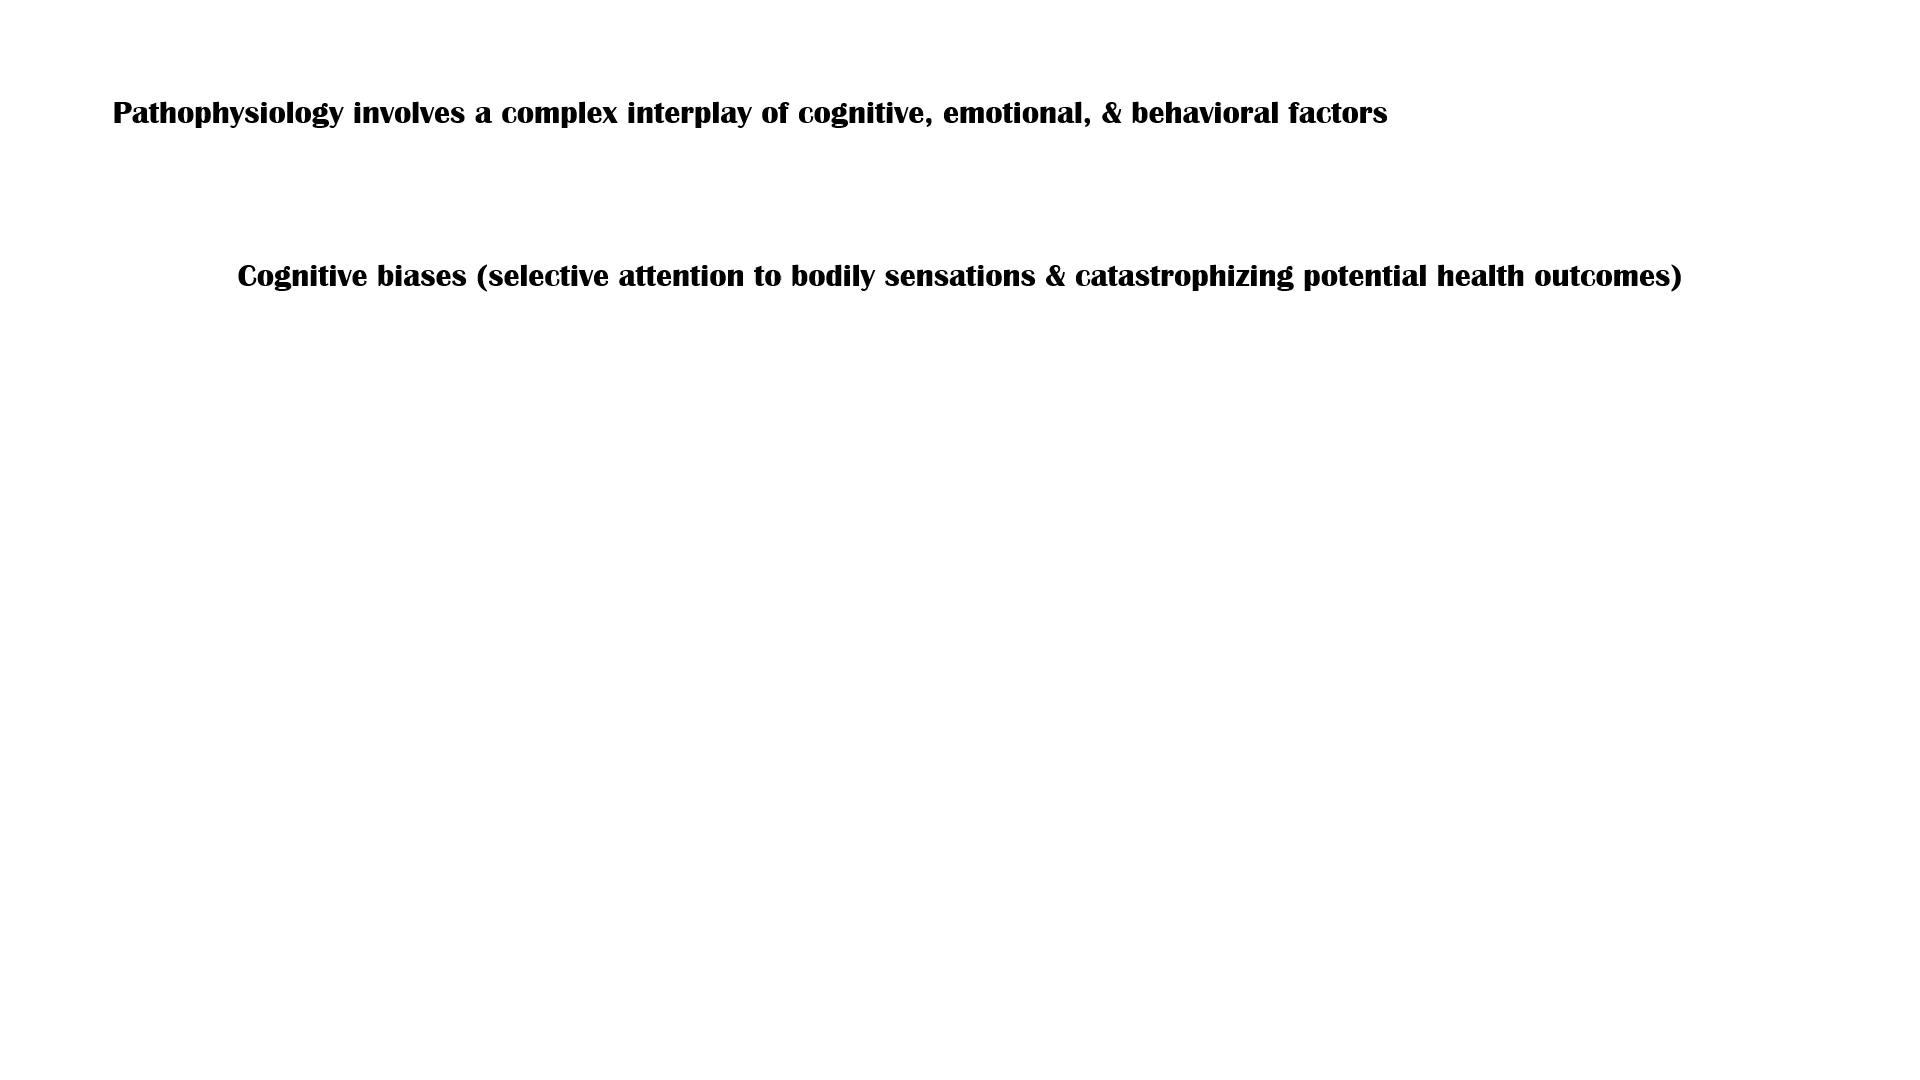 Pathophysiology involves a complex interplay of cognitive, emotional, & behavioral factors
Cognitive biases (selective attention to bodily sensations & catastrophizing potential health outcomes)